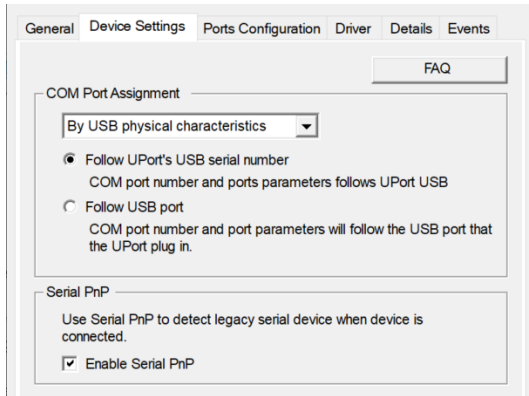 General Device Settings Ports Configuration Driver Details Events
FAQ
COM Port Assignment
By USB physical characteristics
Follow UPort's USB serial number
COM port number and ports parameters follows UPort USB
Follow USB port
COM port number and port parameters will follow the USB port that
the UPort plug in.
Serial PnP
Use Serial PnP to detect legacy serial device when device is
connected.
Enable Serial PnP